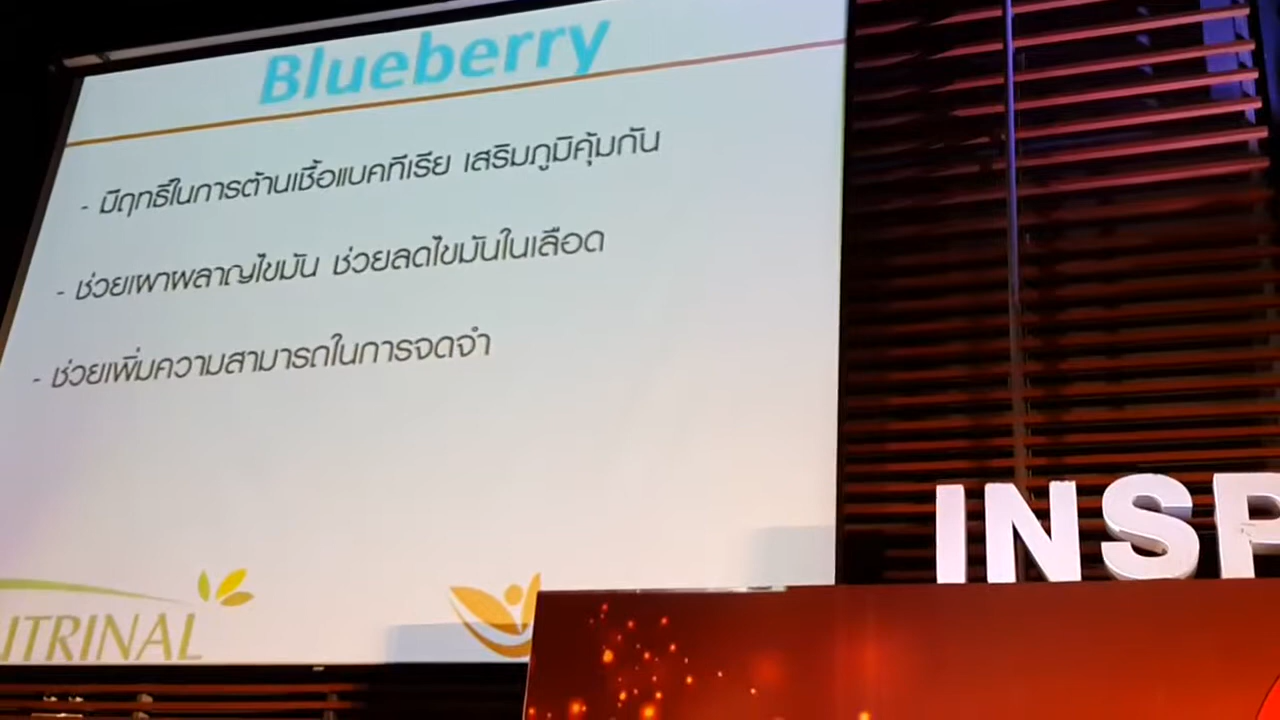 Blueberry
- มีฤทธิ์ในการต้านเชื้อแบคทีเรีย เสริมภูมิคุ้มกัน
- ช่วยเผาผลาญไขมัน ช่วยลดไขมันในเลือด
- ช่วยเพิ่มความสามารถในการจดจำ
UTRINAL
INSP